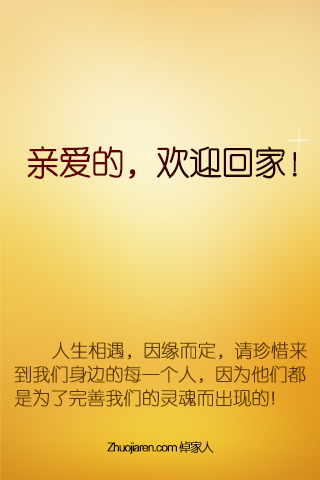 亲爱的，欢迎回家！
人生相遇，因缘而定，请珍惜来
到我们身边的每一个人，因为他们都
是为了完善我们的灵魂而出现的！
Zhuojiaren.com 倬家人